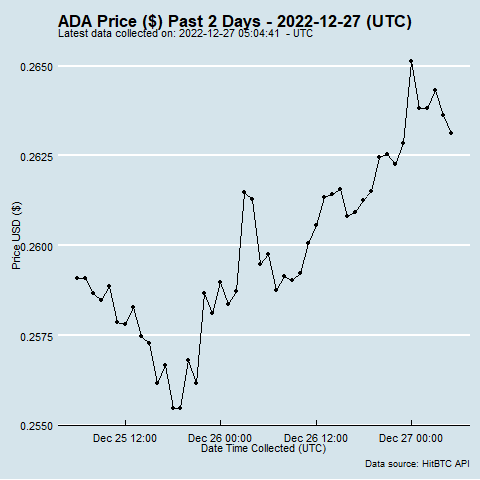 ADA Price ($) Past 2 Days - 2022-12-27 (UTC)
Latest data collected on: 2022-12-27 05:04:41 - UTC
0.2650
0.2625
0.2600
0.2575
0.2550
Price USD ($)
Dec 25 12:00 Dec 26 00:00 Dec 26 12:00 Dec 27 00:00
Date Time Collected (UTC)
Data source: HitBTC API